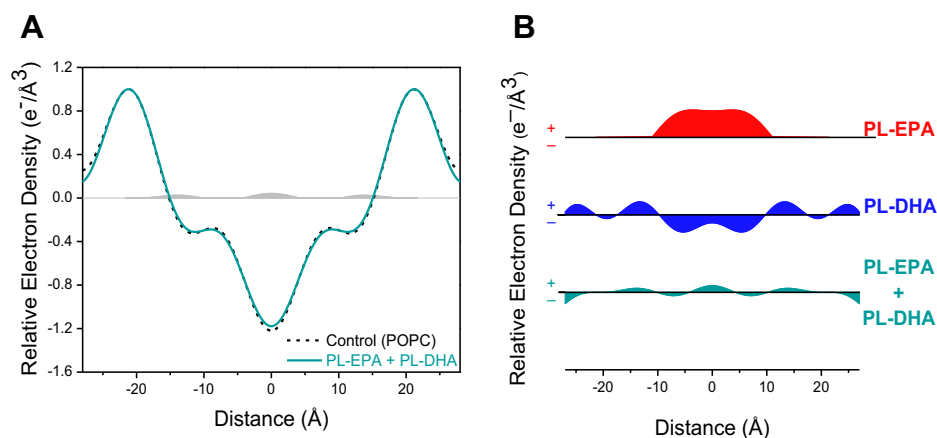 A
Relative Electron Density (e⁻/Å³)
1.2
0.8
0.4
0.0
-0.4
-0.8
-1.2
-1.6
-20 -10 0 10 20
Distance (Å)
Control (POPC)
PL-EPA + PL-DHA
B
Relative Electron Density (e⁻/Å³)
+
–
PL-EPA
+
–
PL-DHA
+
–
PL-EPA
+
PL-DHA
-20 -10 0 10 20
Distance (Å)